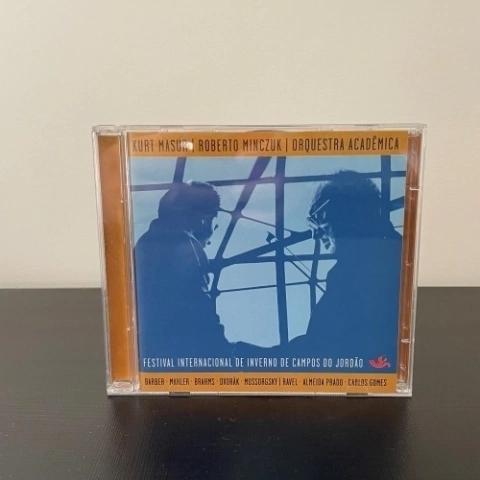 KURT MASUR | ROBERTO MINCZUK | ORQUESTRA ACADÊMICA
FESTIVAL INTERNACIONAL DE INVERNO DE CAMPOS DO JORDÃO
BARBER · MAHLER · BRAHMS · DVORÁK · MUSSORGSKY | RAVEL · ALMEIDA PRADO · CARLOS GOMES